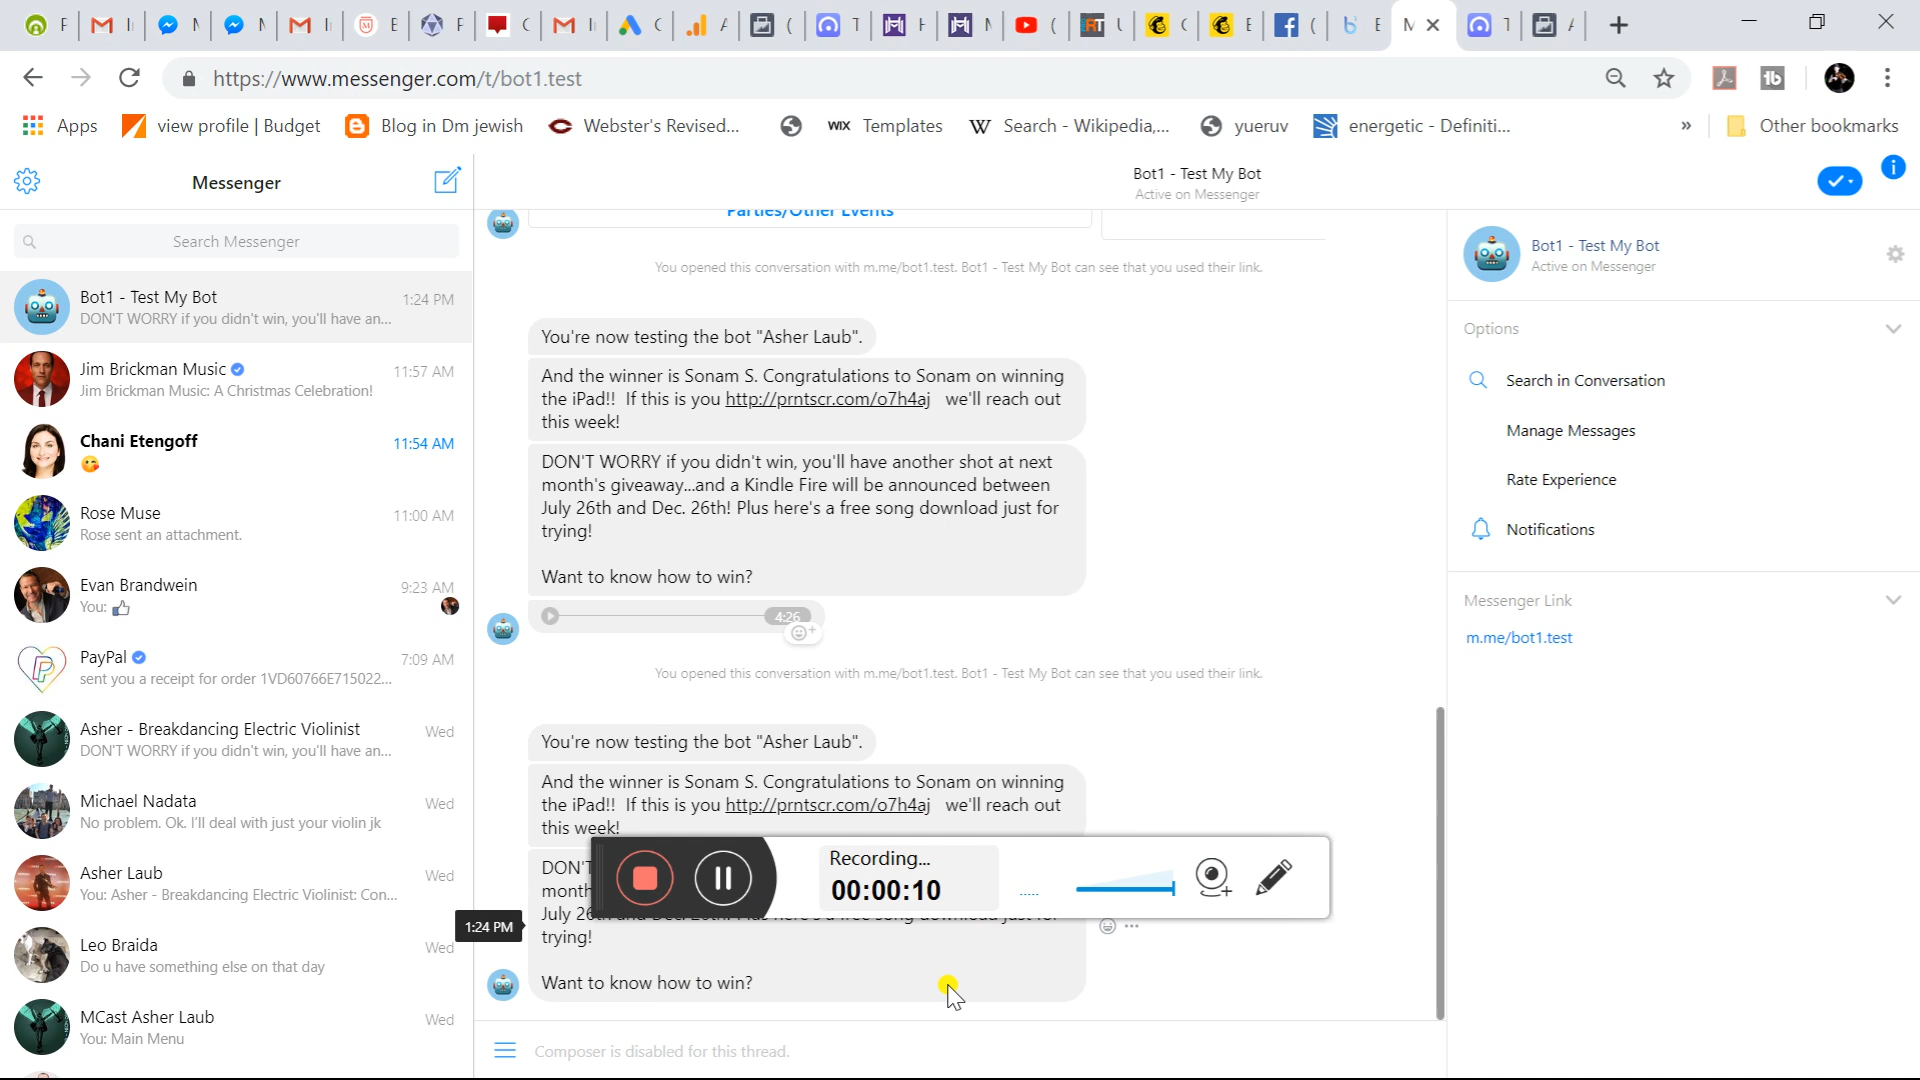 https://www.messenger.com/t/bot1.test
Apps
view profile | Budget
Blog in Dm jewish
Webster's Revised...
WIX Templates
Search - Wikipedia,...
yueruv
energetic - Definiti...
»
Other bookmarks
Messenger
Search Messenger
Bot1 - Test My Bot
1:24 PM
DON'T WORRY if you didn't win, you'll have an...
Jim Brickman Music
11:57 AM
Jim Brickman Music: A Christmas Celebration!
Chani Etengoff
11:54 AM
Rose Muse
11:00 AM
Rose sent an attachment.
Evan Brandwein
9:23 AM
You:
PayPal
7:09 AM
sent you a receipt for order 1VD60766E715022...
Asher - Breakdancing Electric Violinist
Wed
DON'T WORRY if you didn't win, you'll have an...
Michael Nadata
Wed
No problem. Ok. I'll deal with just your violin jk
Asher Laub
Wed
You: Asher - Breakdancing Electric Violinist: Con...
Leo Braida
Wed
Do u have something else on that day
MCast Asher Laub
Wed
You: Main Menu
Bot1 - Test My Bot
Active on Messenger
Parties/Other Events
You opened this conversation with m.me/bot1.test. Bot1 - Test My Bot can see that you used their link.
You're now testing the bot "Asher Laub".
And the winner is Sonam S. Congratulations to Sonam on winning
the iPad!! If this is you http://prntscr.com/o7h4aj we'll reach out
this week!
DON'T WORRY if you didn't win, you'll have another shot at next
month's giveaway...and a Kindle Fire will be announced between
July 26th and Dec. 26th! Plus here's a free song download just for
trying!
Want to know how to win?
4:26
You opened this conversation with m.me/bot1.test. Bot1 - Test My Bot can see that you used their link.
You're now testing the bot "Asher Laub".
And the winner is Sonam S. Congratulations to Sonam on winning
the iPad!! If this is you http://prntscr.com/o7h4aj we'll reach out
this week!
DON'T
month
July 26
trying!
Want to know how to win?
1:24 PM
Recording...
00:00:10
Composer is disabled for this thread.
Bot1 - Test My Bot
Active on Messenger
Options
Search in Conversation
Manage Messages
Rate Experience
Notifications
Messenger Link
m.me/bot1.test